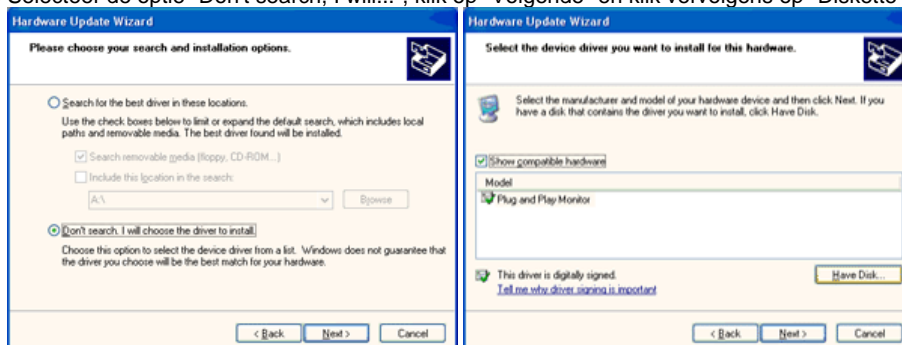 Selecteer de optie "Don't search, I will...", klik op "Volgende" en klik vervolgens op "Diskette"
Hardware Update Wizard
Please choose your search and installation options.
Search for the best driver in these locations.
Use the check boxes below to limit or expand the default search, which includes local
paths and removable media. The best driver found will be installed.
Search removable media (floppy, CD-ROM...)
Include this location in the search:
A:\
Browse
Don't search. I will choose the driver to install.
Choose this option to select the device driver from a list. Windows does not guarantee that
the driver you choose will be the best match for your hardware.
< Back
Next >
Cancel
Hardware Update Wizard
Select the device driver you want to install for this hardware.
Select the manufacturer and model of your hardware device and then click Next. If you
have a disk that contains the driver you want to install, click Have Disk.
Show compatible hardware
Model
Plug and Play Monitor
This driver is digitally signed.
Tell me why driver signing is important
Have Disk...
< Back
Next >
Cancel